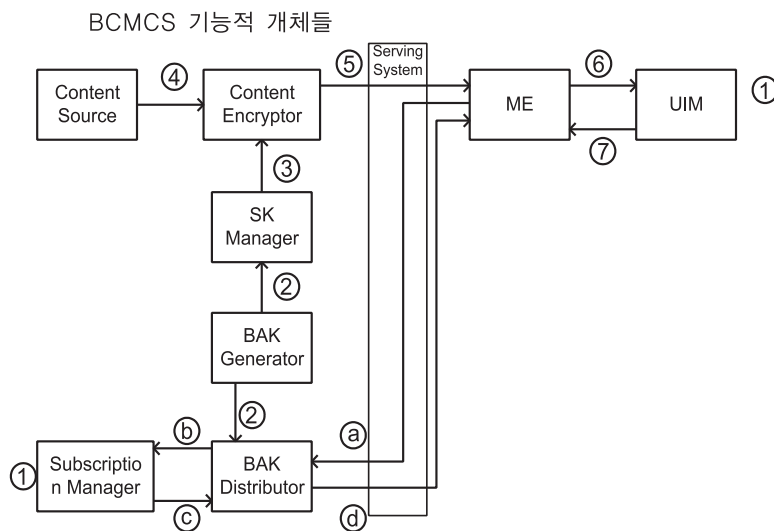 BCMCS 기능적 개체들
Serving
System
Content
Source
④
Content
Encryptor
⑤
ME
⑥
UIM
①
⑦
③
SK
Manager
②
BAK
Generator
②
①
Subscriptio
n Manager
ⓑ
ⓒ
BAK
Distributor
ⓐ
ⓓ